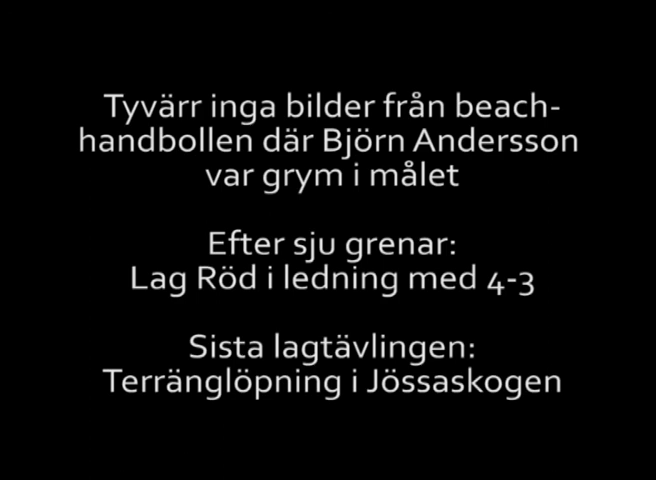 Tyvärr inga bilder från beach-
handbollen där Björn Andersson
var grym i målet
Efter sju grenar:
Lag Röd i ledning med 4-3
Sista lagtävlingen:
Terränglöpning i Jössaskogen